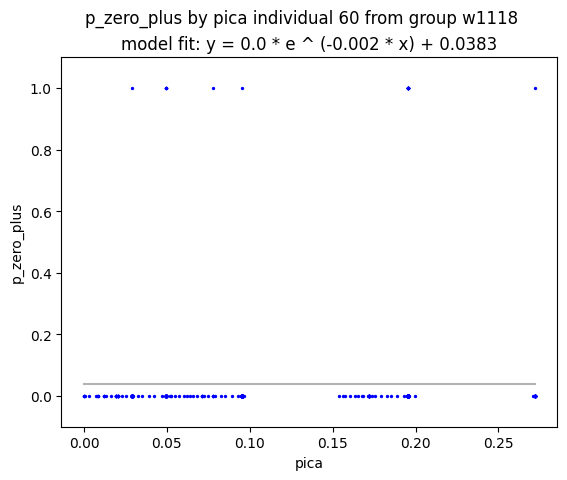 p_zero_plus by pica individual 60 from group w1118
model fit: y = 0.0 * e ^ (-0.002 * x) + 0.0383
1.0
0.8
0.6
0.4
0.2
0.0
p_zero_plus
0.00 0.05 0.10 0.15 0.20 0.25
pica